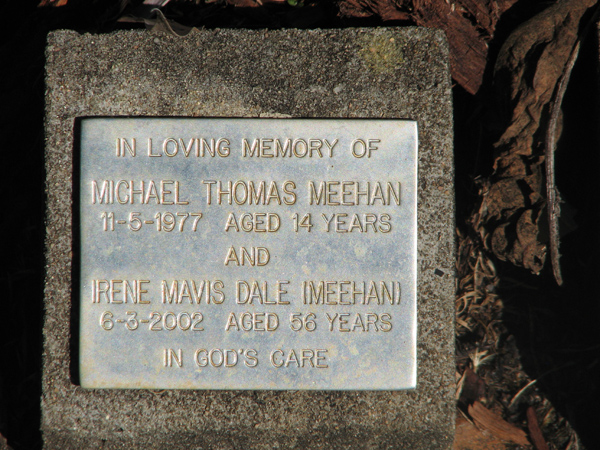 IN LOVING MEMORY OF
MICHAEL THOMAS MEEHAN
11-5-1977 AGED 14 YEARS
AND
IRENE MAVIS DALE (MEEHAN)
6-3-2002 AGED 56 YEARS
IN GOD'S CARE